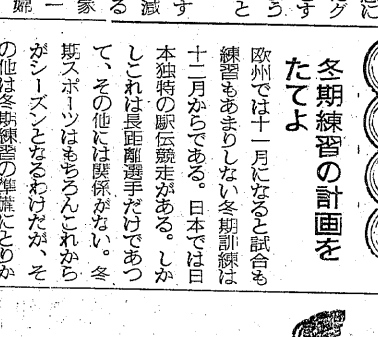 冬期練習の計画を
たてよ
欧州では十一月になると試合も
練習もあまりしない冬期訓練は
十二月からである。日本では日
本独特の駅伝競走がある。しか
しこれは長距離選手だけであつ
て、その他には関係がない。冬
期スポーツはもちろんこれから
がシーズンとなるわけだが、そ
の他は冬期練習の準備にとりか